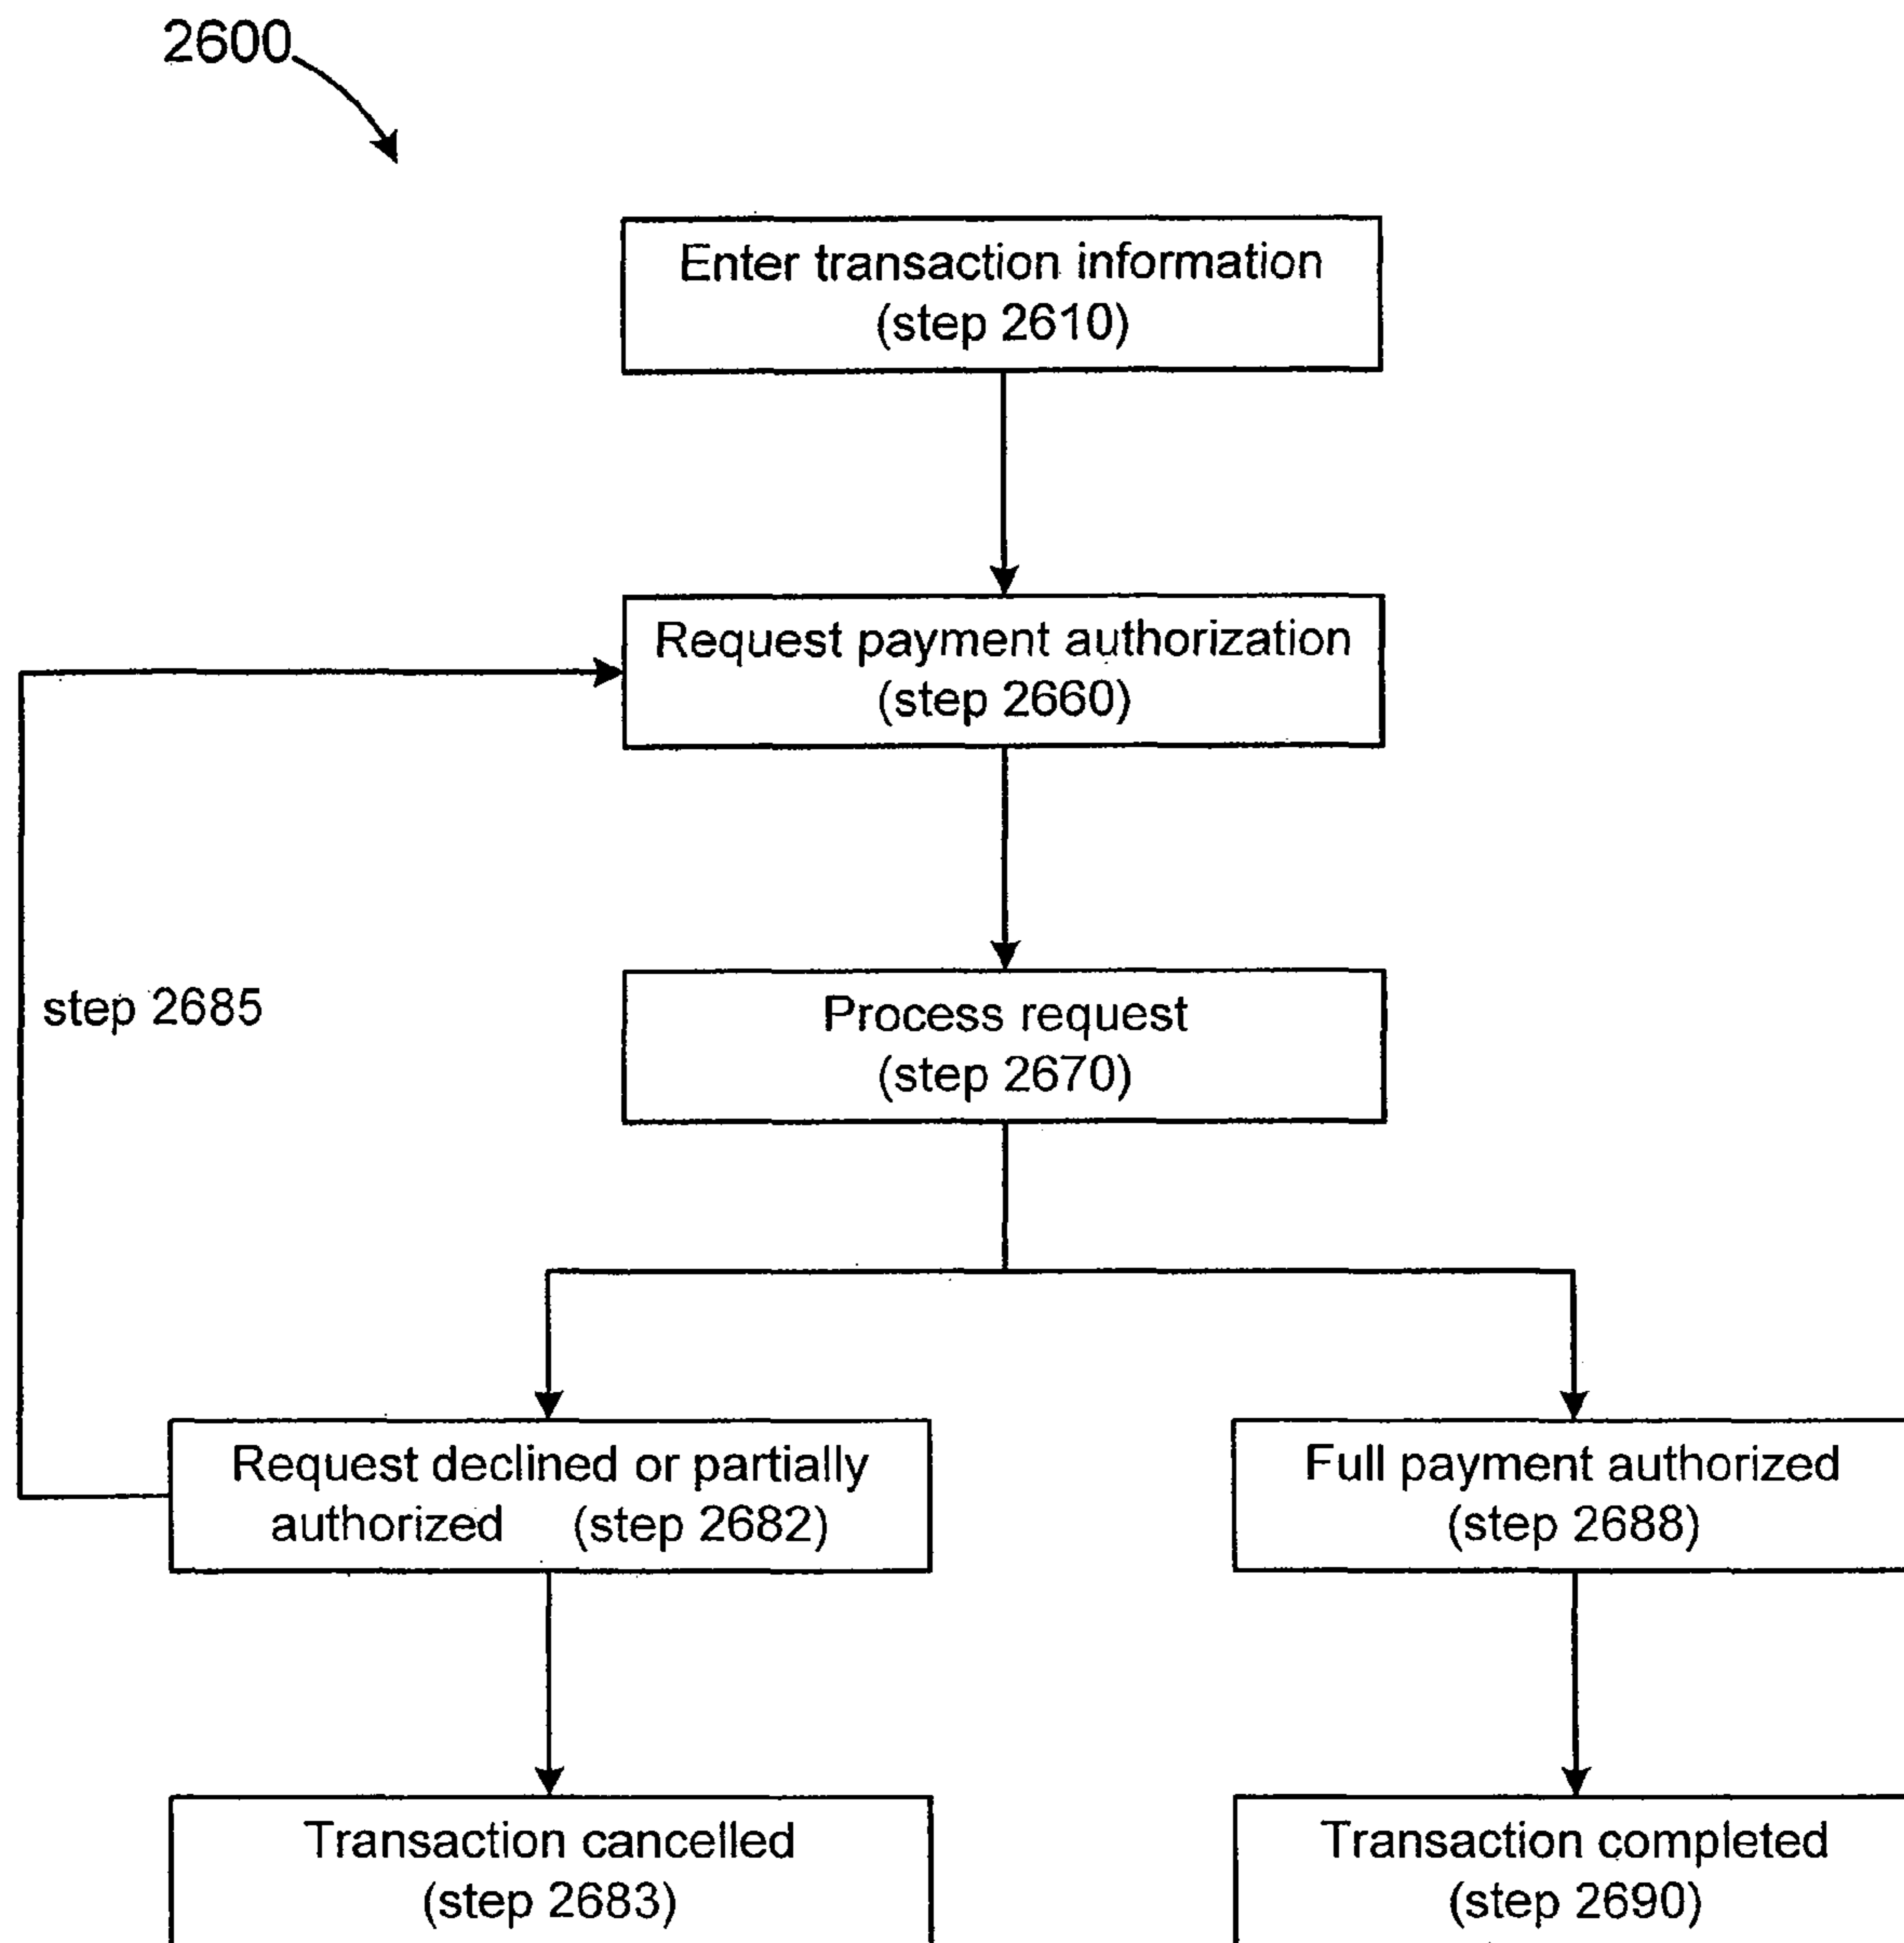 2600
Enter transaction information
(step 2610)
Request payment authorization
(step 2660)
step 2685
Process request
(step 2670)
Request declined or partially
authorized (step 2682)
Full payment authorized
(step 2688)
Transaction cancelled
(step 2683)
Transaction completed
(step 2690)